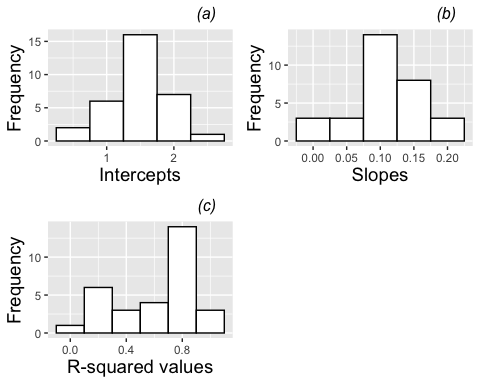 (a)
Frequency
15
10
5
0
1 2
Intercepts
(b)
Frequency
10
5
0
0.00 0.05 0.10 0.15 0.20
Slopes
(c)
Frequency
10
5
0
0.0 0.4 0.8
R-squared values